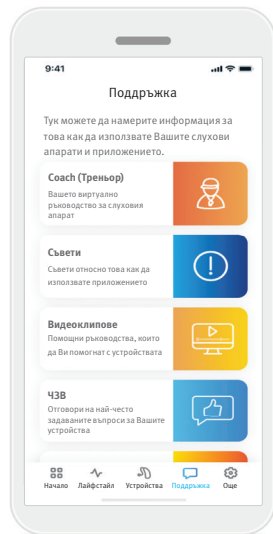 9:41
Поддръжка
Тук можете да намерите информация за
това как да използвате Вашите слухови
апарати и приложението.
Coach (Треньор)
Вашето виртуално
ръководство за слуховия
апарат
Съвети
Съвети относно това как да
използвате приложението
Видеоклипове
Помощни ръководства, които
да Ви помогнат с устройствата
ЧЗВ
Отговори на най-често
задаваните въпроси за Вашите
устройства
Начало Лайфстайл Устройства Поддръжка Още